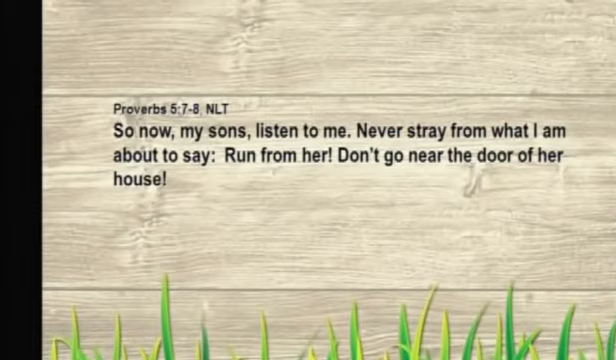 Proverbs 5:7-8 NLT
So now, my sons, listen to me. Never stray from what I am
about to say: Run from her! Don't go near the door of her
house!